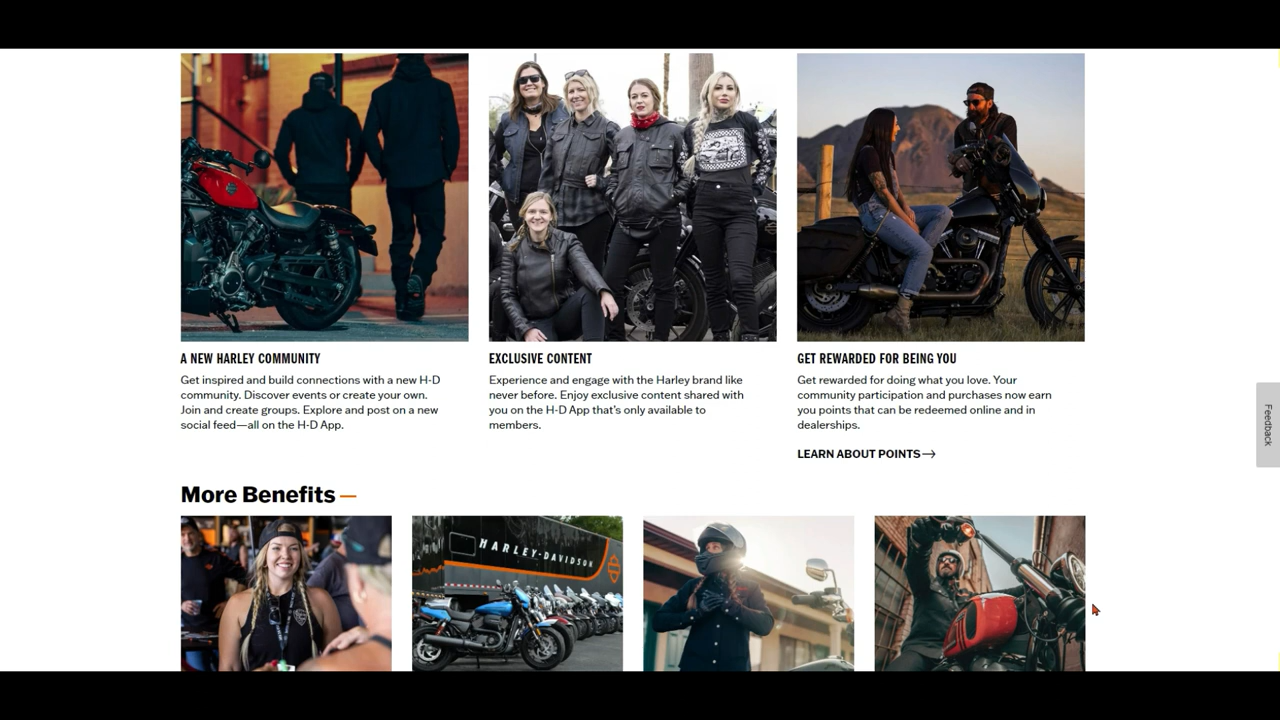 A NEW HARLEY COMMUNITY
Get inspired and build connections with a new H-D
community. Discover events or create your own.
Join and create groups. Explore and post on a new
social feed—all on the H-D App.
EXCLUSIVE CONTENT
Experience and engage with the Harley brand like
never before. Enjoy exclusive content shared with
you on the H-D App that's only available to
members.
GET REWARDED FOR BEING YOU
Get rewarded for doing what you love. Your
community participation and purchases now earn
you points that can be redeemed online and in
dealerships.
LEARN ABOUT POINTS→
Feedback
More Benefits —
HARLEY-DAVIDSON